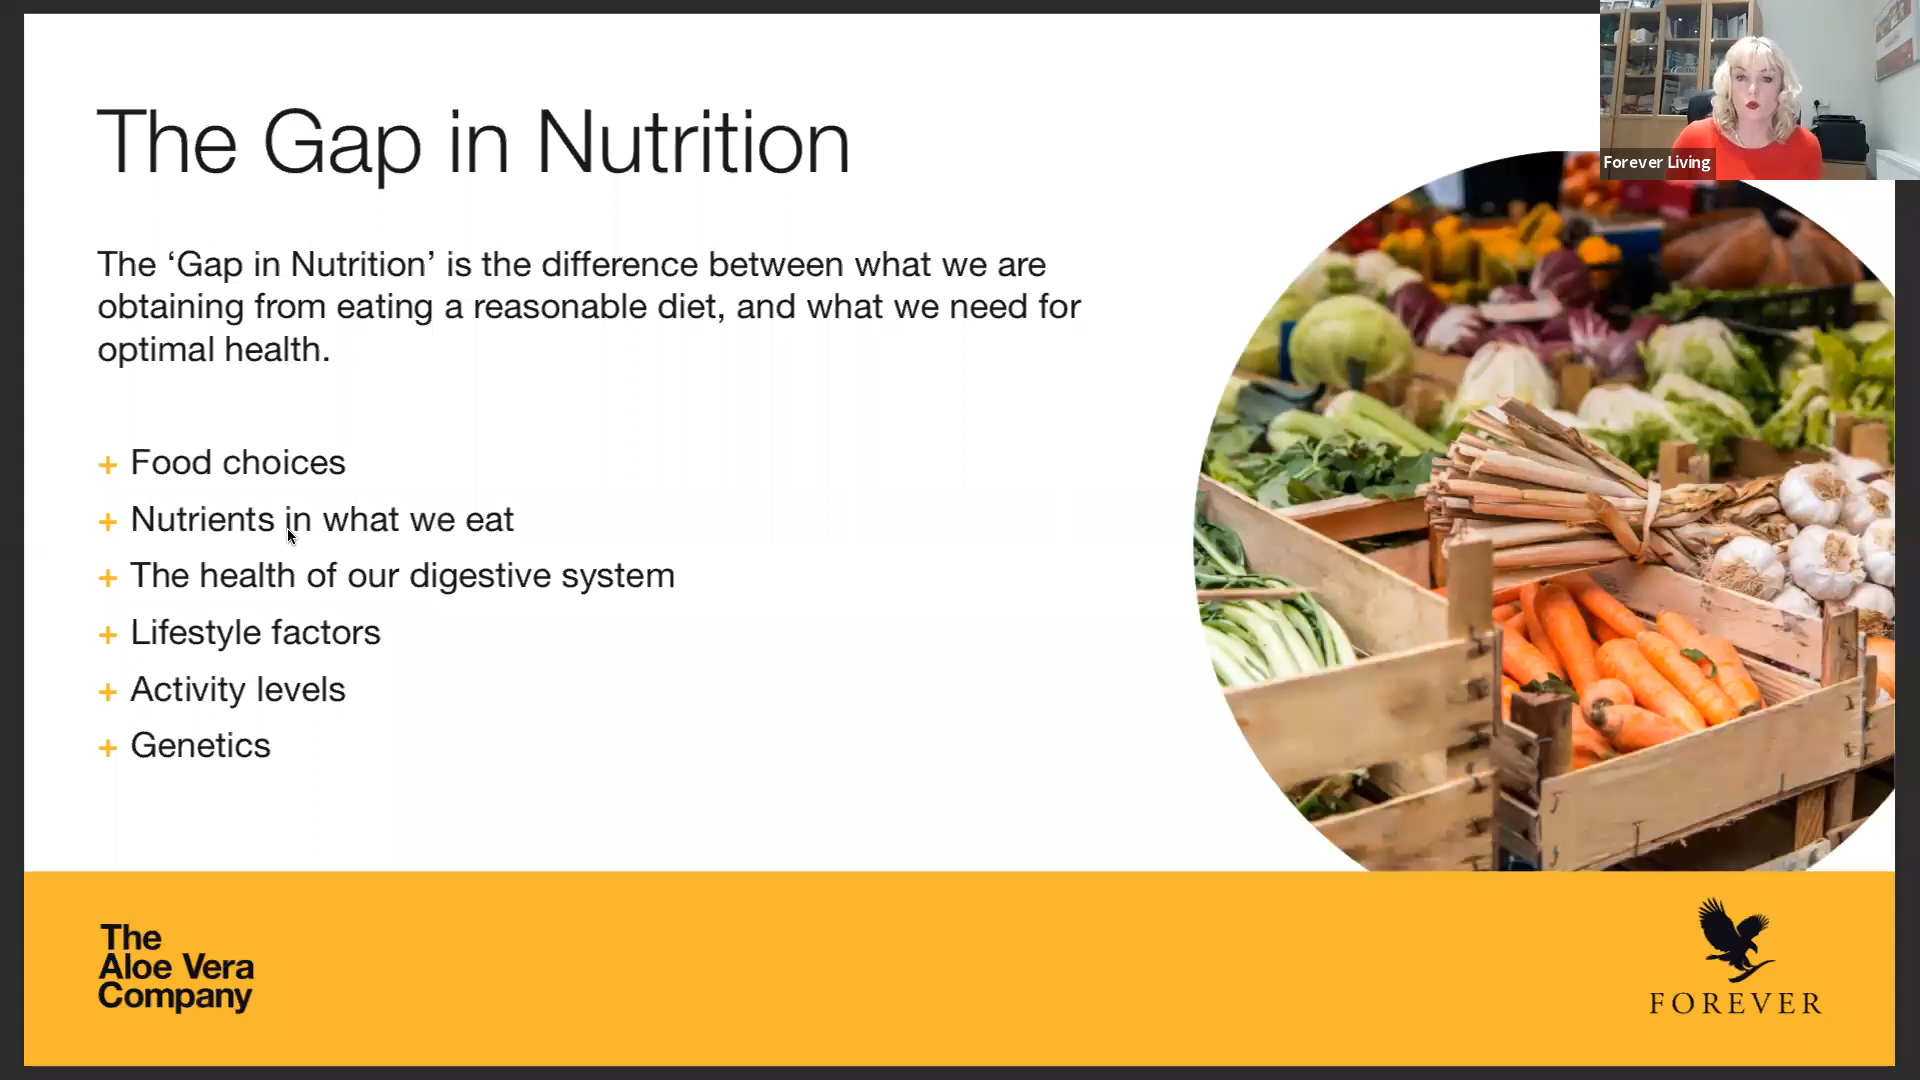 The Gap in Nutrition
Forever Living
The ‘Gap in Nutrition’ is the difference between what we are
obtaining from eating a reasonable diet, and what we need for
optimal health.
+ Food choices
+ Nutrients in what we eat
+ The health of our digestive system
+ Lifestyle factors
+ Activity levels
+ Genetics
The
Aloe Vera
Company
FOREVER